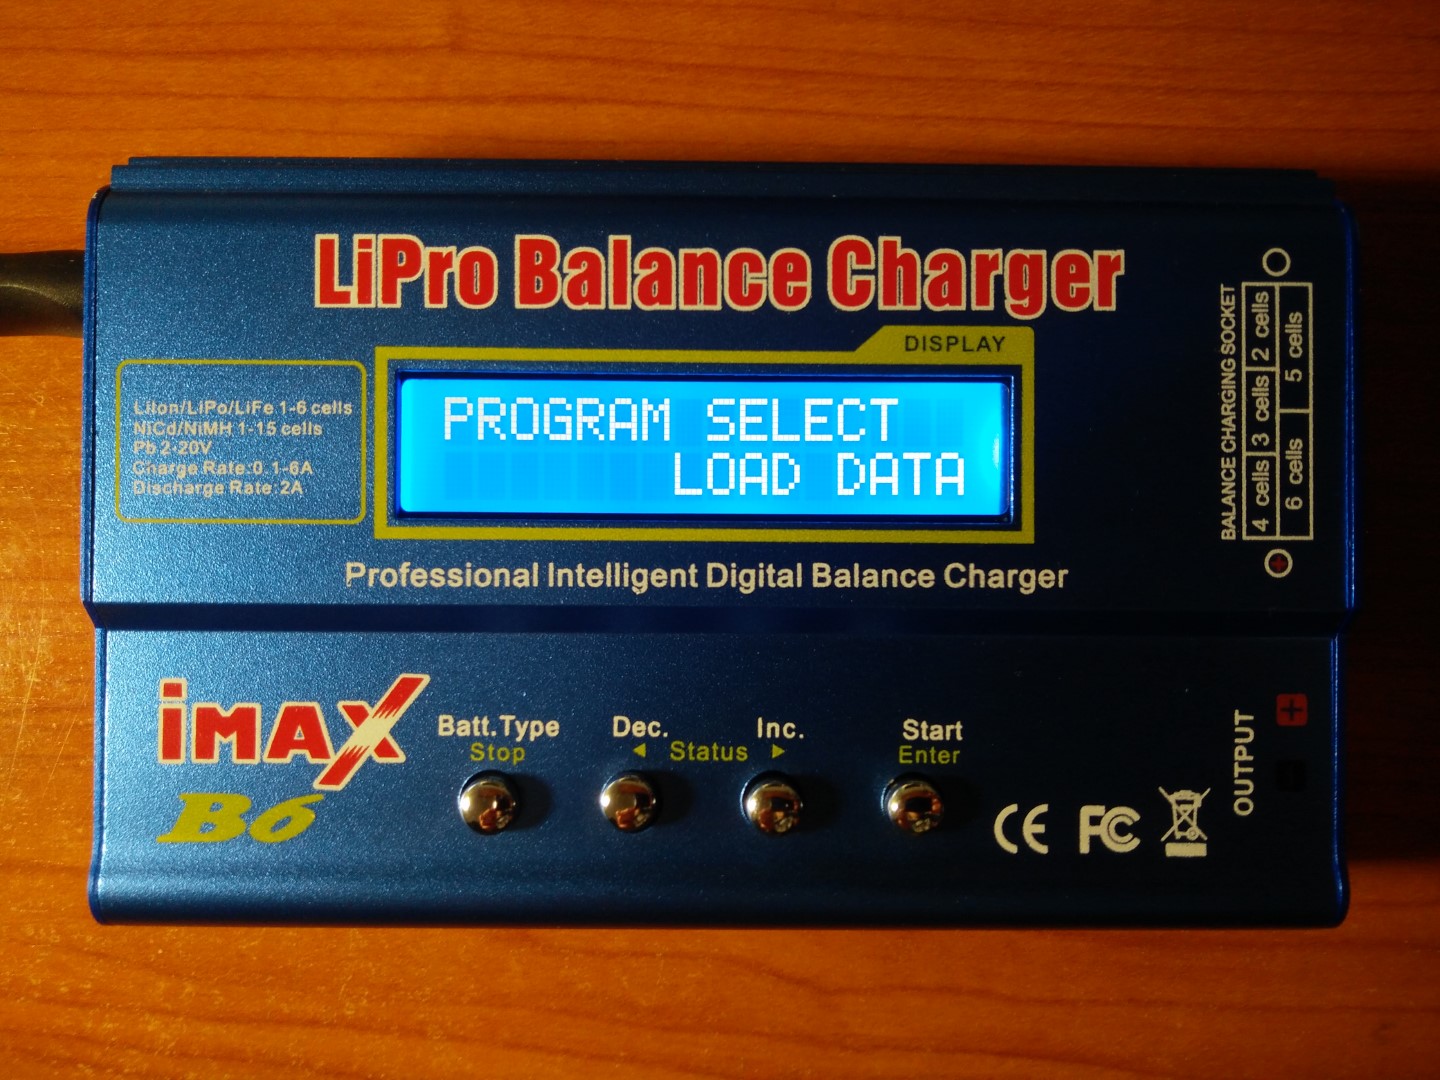 LiPro Balance Charger
DISPLAY
PROGRAM SELECT
LOAD DATA
LiIon/LiPo/LiFe 1-6 cells
NiCd/NiMH 1-15 cells
Pb 2-20V
Charge Rate:0.1-6A
Discharge Rate:2A
Professional Intelligent Digital Balance Charger
BALANCE CHARGING SOCKET
4 cells 3 cells 2 cells
6 cells 5 cells
iMAX
B6
Batt.Type
Stop
Dec.
Inc.
◄ Status ►
Start
Enter
CE FC
OUTPUT
+
-